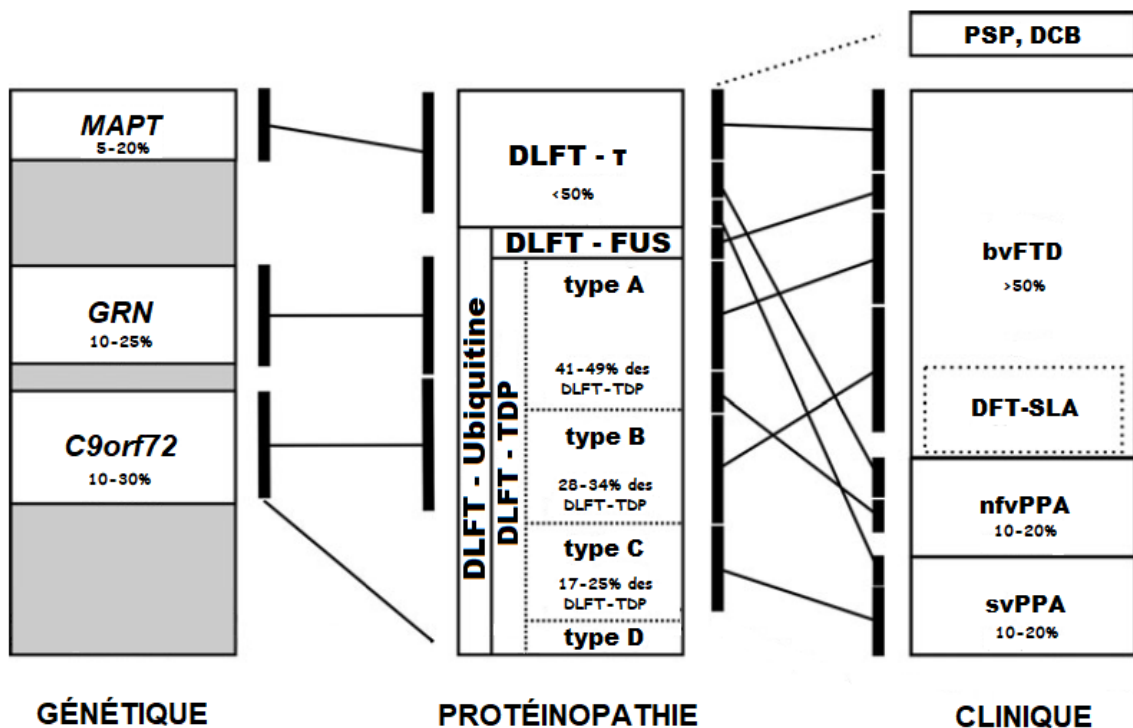 PSP, DCB
MAPT
5-20%
GRN
10-25%
C9orf72
10-30%
GÉNÉTIQUE
DLFT - τ
<50%
DLFT - FUS
DLFT - Ubiquitine
DLFT - TDP
type A
41-49% des
DLFT-TDP
type B
28-34% des
DLFT-TDP
type C
17-25% des
DLFT-TDP
type D
PROTÉINOPATHIE
bvFTD
>50%
DFT-SLA
nfvPPA
10-20%
svPPA
10-20%
CLINIQUE